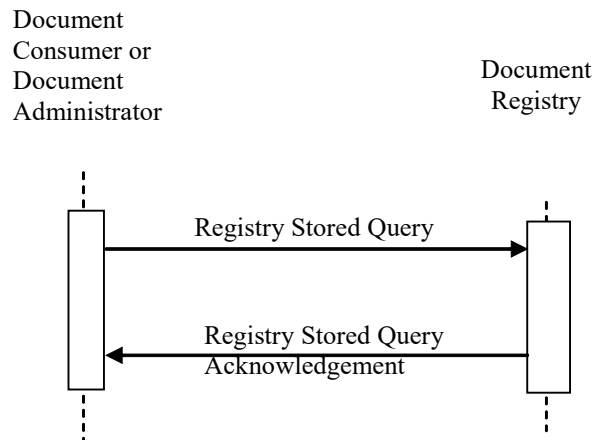 Document
Consumer or
Document
Administrator
Document
Registry
Registry Stored Query
Registry Stored Query
Acknowledgement